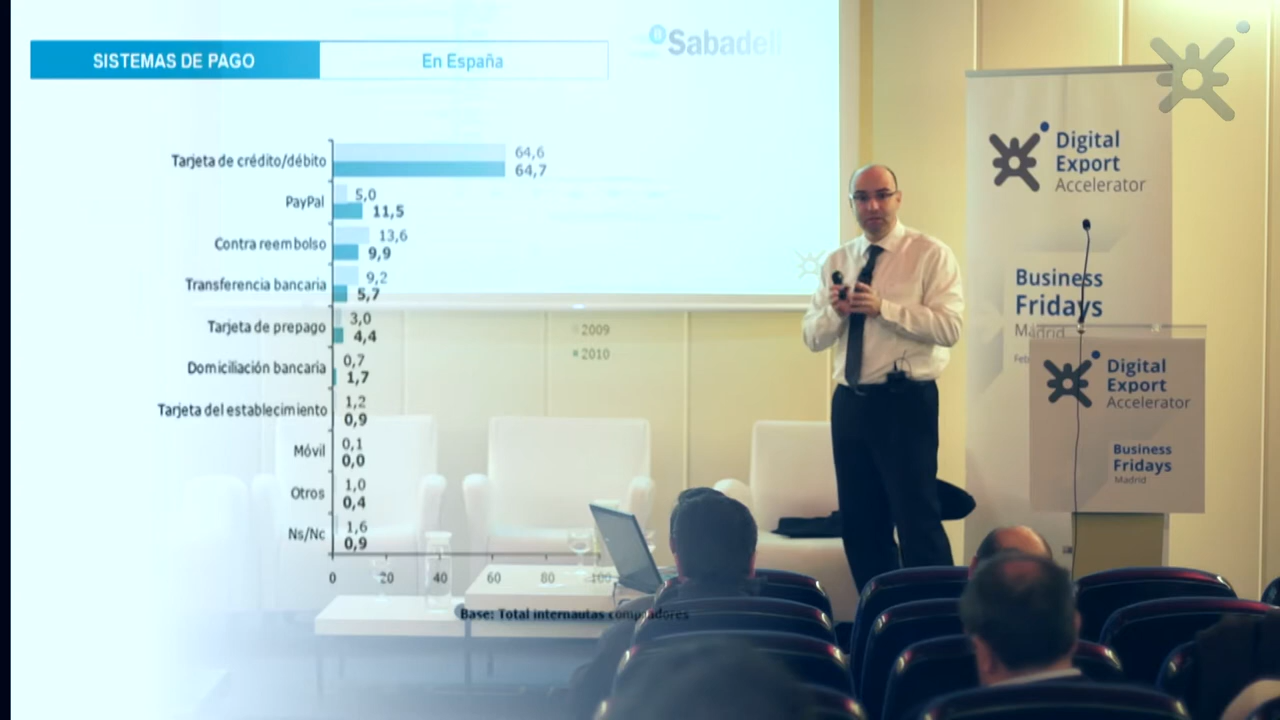 SISTEMAS DE PAGO
En España
Sabadell
Tarjeta de crédito/débito
64,6
64,7
PayPal
5,0
11,5
Contra reembolso
13,6
9,9
Transferencia bancaria
9,2
5,7
Tarjeta de prepago
3,0
4,4
Domiciliación bancaria
0,7
1,7
Tarjeta del establecimiento
1,2
0,9
Móvil
0,1
0,0
Otros
1,0
0,4
Ns/Nc
1,6
0,9
0 20 40 60 80 100
2009
2010
Base: Total internautas compradores
Digital
Export
Accelerator
Business
Fridays
Madrid
Digital
Export
Accelerator
Business
Fridays
Madrid